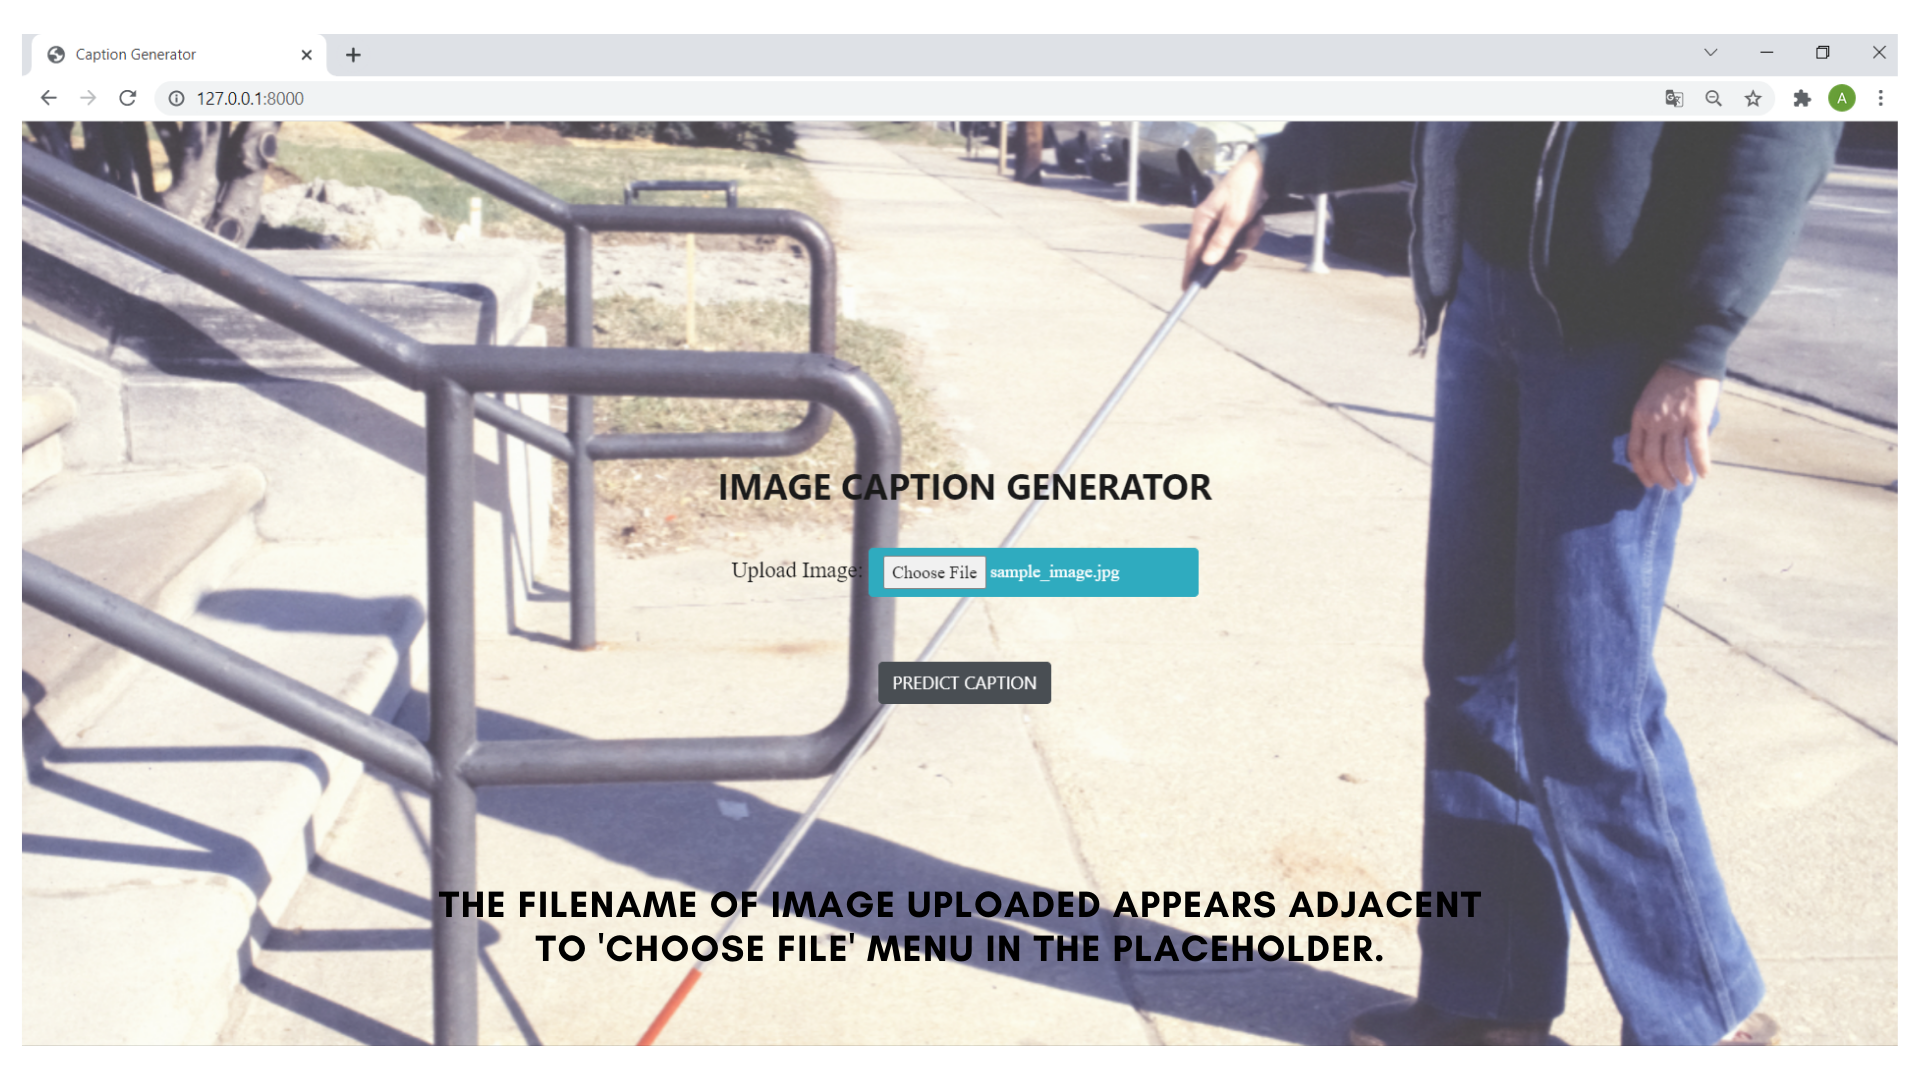 Caption Generator
127.0.0.1:8000
A
IMAGE CAPTION GENERATOR
Upload Image: Choose File sample_image.jpg
PREDICT CAPTION
THE FILENAME OF IMAGE UPLOADED APPEARS ADJACENT
TO 'CHOOSE FILE' MENU IN THE PLACEHOLDER.